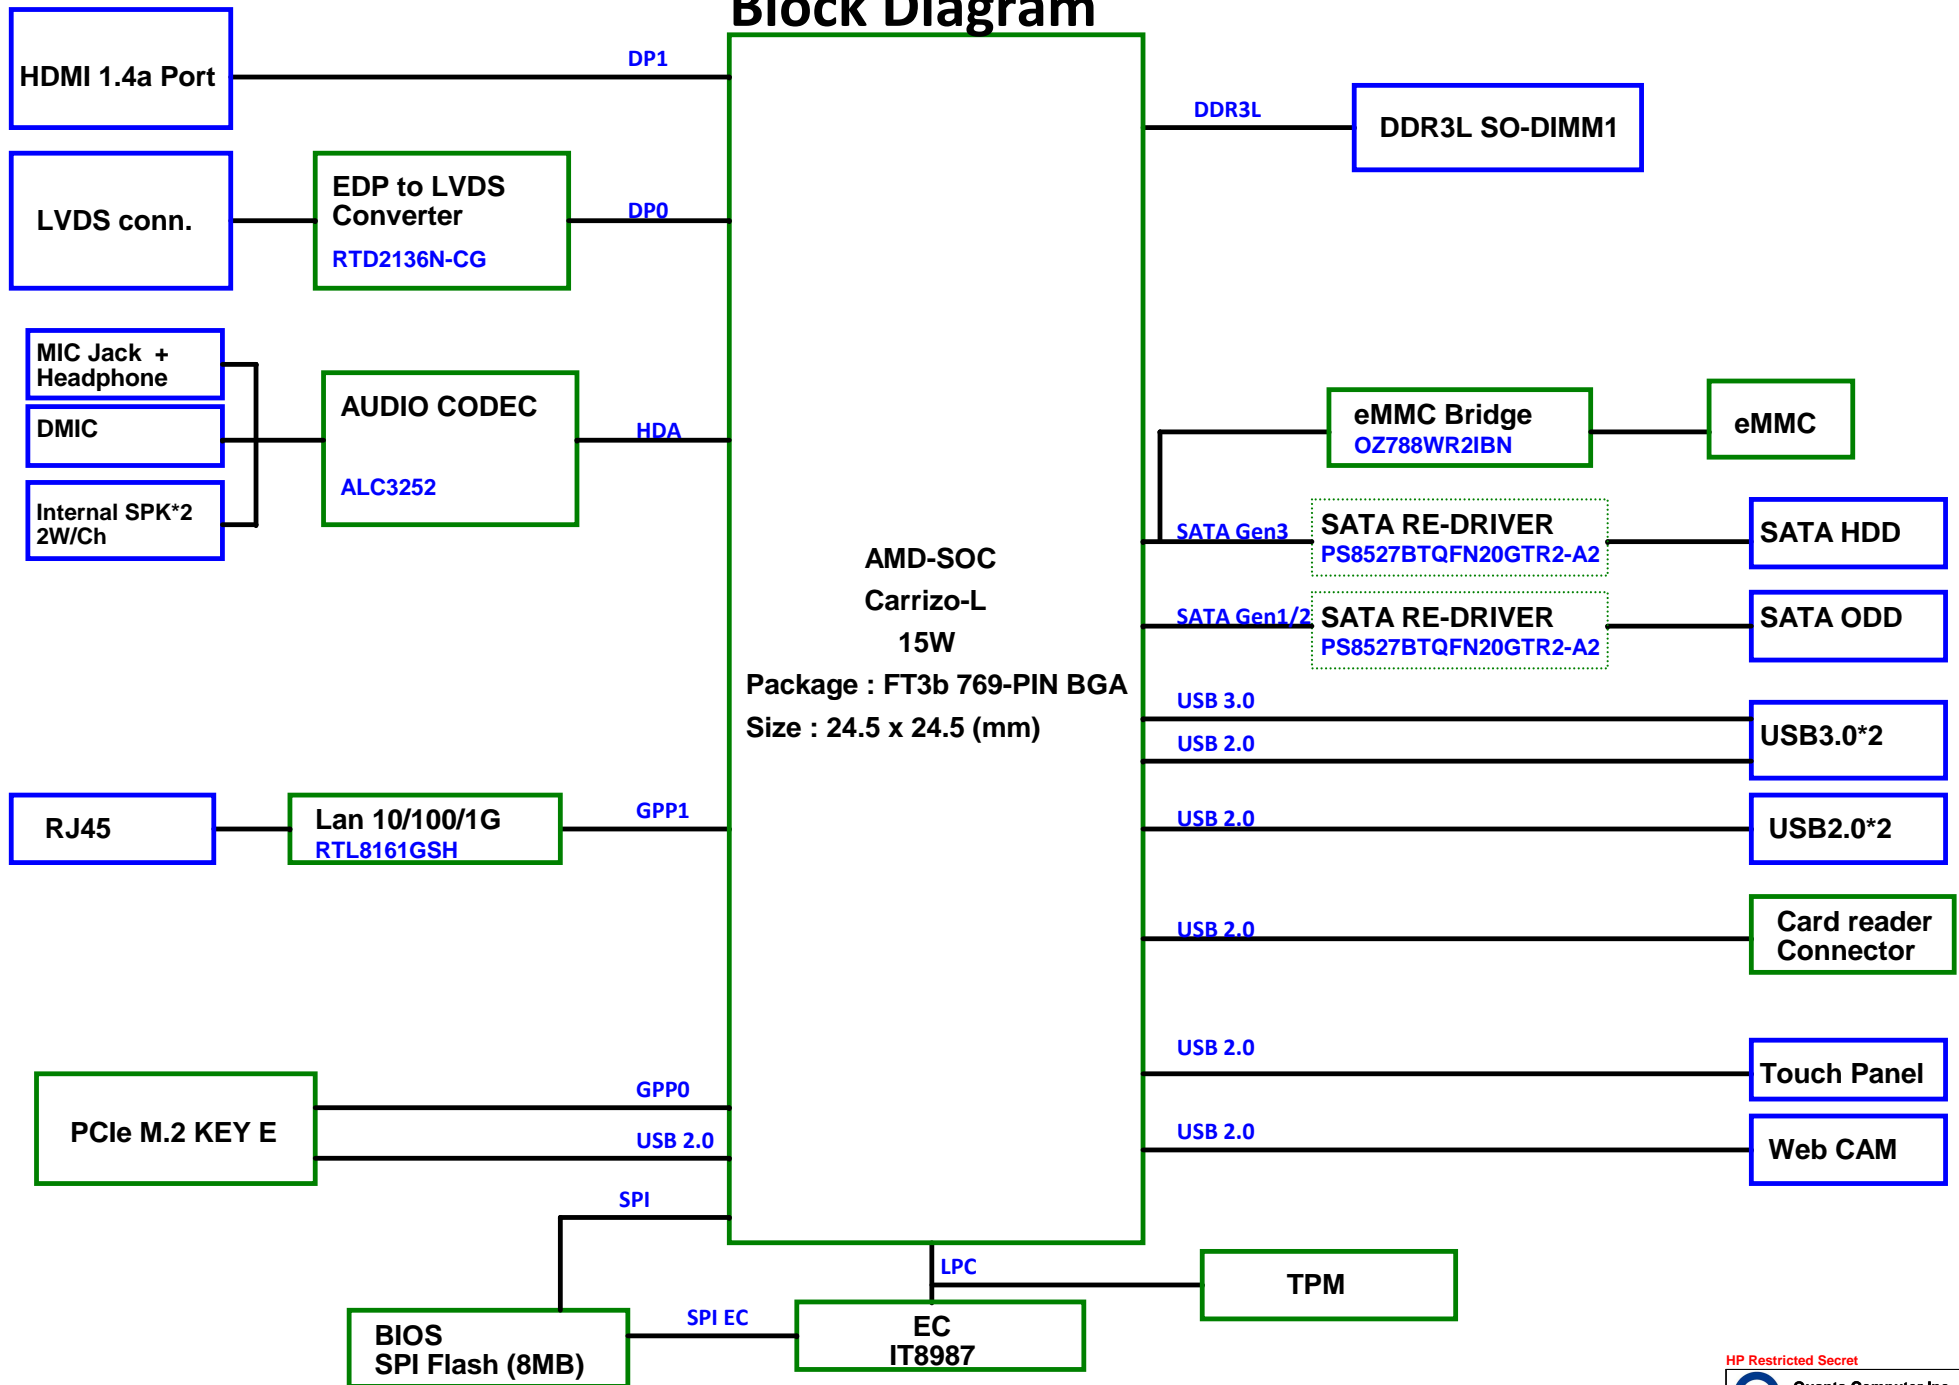 Block Diagram
HDMI 1.4a Port
DP1
DDR3L
DDR3L SO-DIMM1
LVDS conn.
EDP to LVDS
Converter
RTD2136N-CG
DP0
MIC Jack +
Headphone
DMIC
Internal SPK*2
2W/Ch
AUDIO CODEC
ALC3252
HDA
eMMC Bridge
OZ788WR2IBN
eMMC
SATA Gen3
SATA RE-DRIVER
PS8527BTQFN20GTR2-A2
SATA HDD
SATA Gen1/2
SATA RE-DRIVER
PS8527BTQFN20GTR2-A2
SATA ODD
AMD-SOC
Carrizo-L
15W
Package : FT3b 769-PIN BGA
Size : 24.5 x 24.5 (mm)
USB 3.0
USB 2.0
USB3.0*2
RJ45
Lan 10/100/1G
RTL8161GSH
GPP1
USB 2.0
USB2.0*2
USB 2.0
Card reader
Connector
USB 2.0
Touch Panel
PCIe M.2 KEY E
GPP0
USB 2.0
USB 2.0
Web CAM
SPI
LPC
TPM
BIOS
SPI Flash (8MB)
SPI EC
EC
IT8987
HP Restricted Secret
Quanta Computer Inc